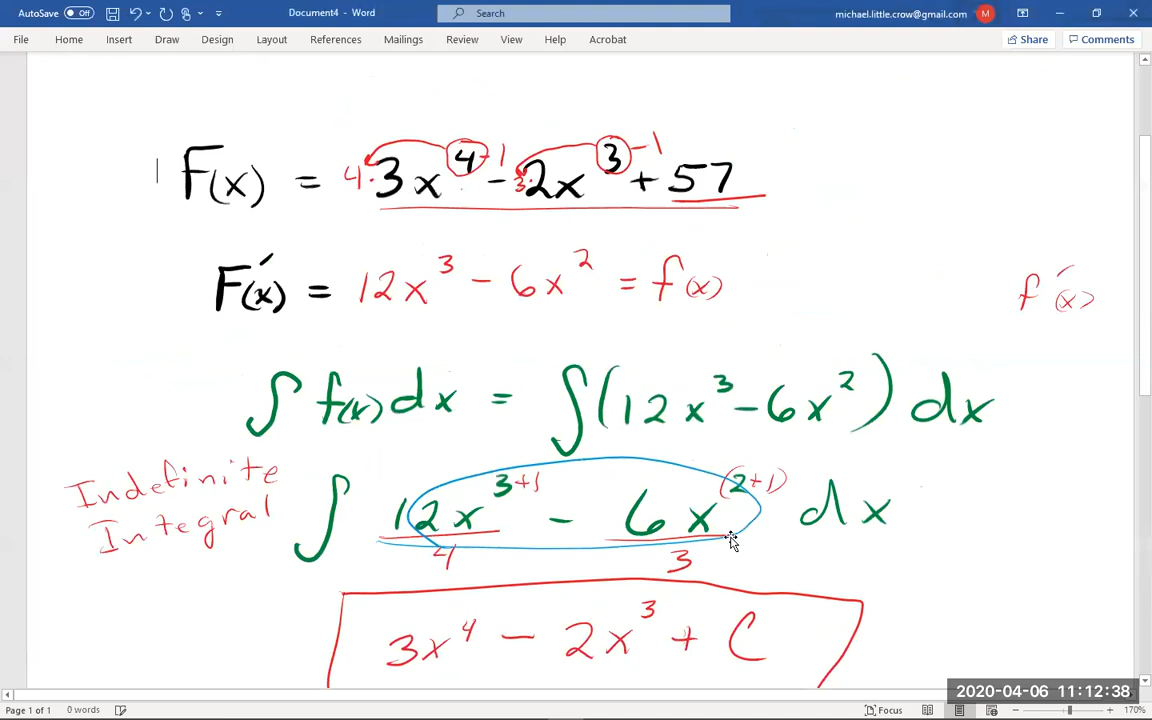 AutoSave Off Document4 - Word Search michael.little.crow@gmail.com M
File Home Insert Draw Design Layout References Mailings Review View Help Acrobat Share Comments
F(x) = 4·3x^(4-1) - 3·2x^(3-1) + 57
F'(x) = 12x^3 - 6x^2 = f(x)
f'(x)
∫ f(x) dx = ∫(12x^3 - 6x^2) dx
Indefinite
Integral
∫ 12x^(3+1)/4 - 6x^(2+1)/3 dx
3x^4 - 2x^3 + C
2020-04-06 11:12:38
Page 1 of 1 0 words Focus 170%